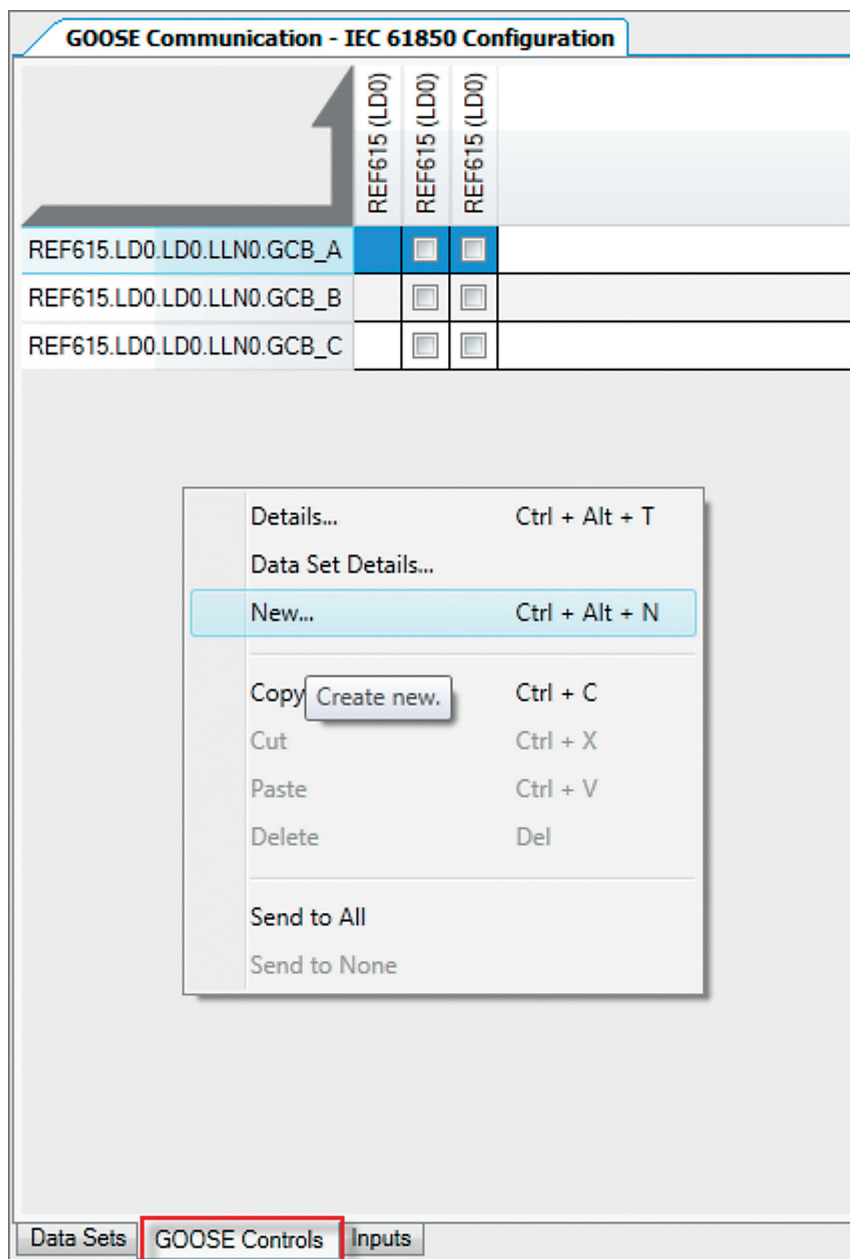 GOOSE Communication - IEC 61850 Configuration
REF615 (LD0)
REF615 (LD0)
REF615 (LD0)
REF615.LD0.LD0.LLN0.GCB_A
REF615.LD0.LD0.LLN0.GCB_B
REF615.LD0.LD0.LLN0.GCB_C
Details... Ctrl + Alt + T
Data Set Details...
New... Ctrl + Alt + N
Copy Ctrl + C
Create new.
Cut Ctrl + X
Paste Ctrl + V
Delete Del
Send to All
Send to None
Data Sets GOOSE Controls Inputs